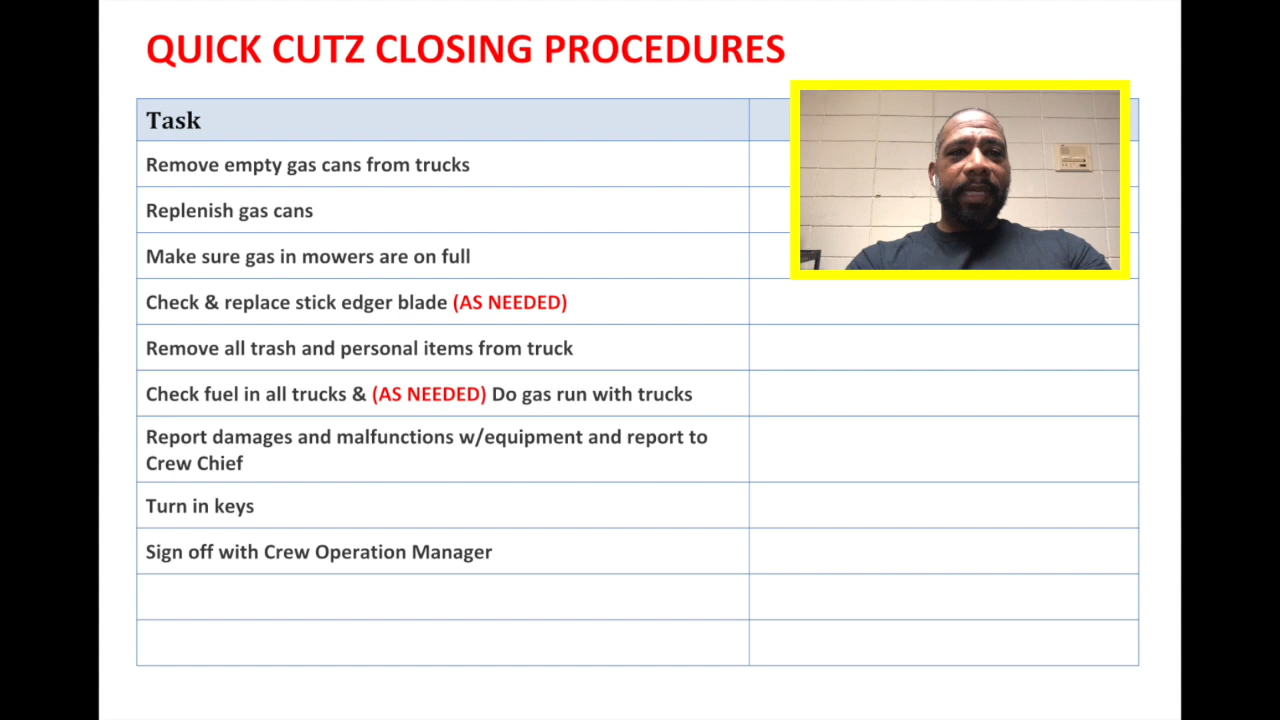 QUICK CUTZ CLOSING PROCEDURES
Task
Remove empty gas cans from trucks
Replenish gas cans
Make sure gas in mowers are on full
Check & replace stick edger blade (AS NEEDED)
Remove all trash and personal items from truck
Check fuel in all trucks & (AS NEEDED) Do gas run with trucks
Report damages and malfunctions w/equipment and report to
Crew Chief
Turn in keys
Sign off with Crew Operation Manager